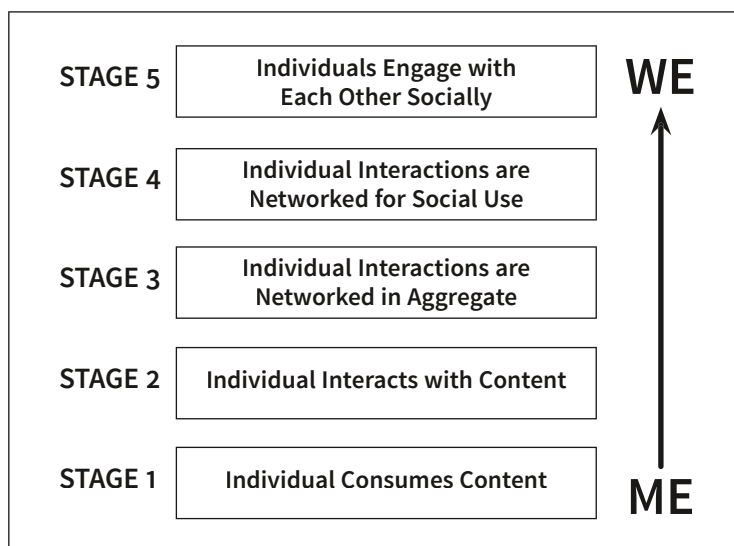 STAGE 5
Individuals Engage with
Each Other Socially
WE
STAGE 4
Individual Interactions are
Networked for Social Use
STAGE 3
Individual Interactions are
Networked in Aggregate
STAGE 2
Individual Interacts with Content
STAGE 1
Individual Consumes Content
ME